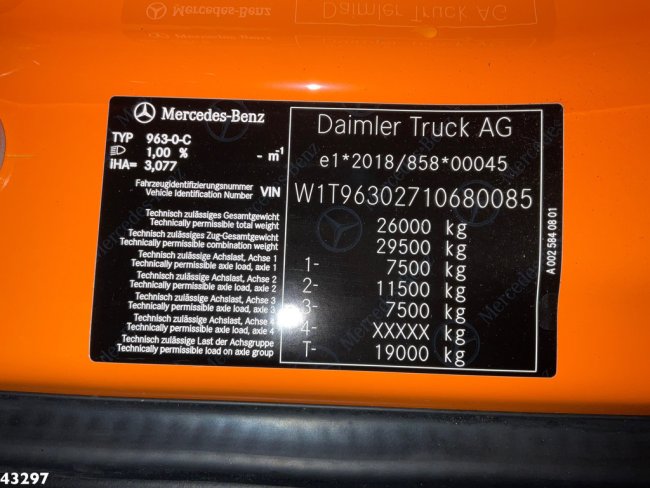 Mercedes-Benz
Daimler Truck AG
Mercedes-Benz
Daimler Truck AG
TYP 963-0-C
1,00 % - m⁻¹
iHA= 3,077
e1*2018/858*00045
Fahrzeugidentifizierungsnummer
Vehicle Identification Number VIN W1T96302710680085
Technisch zulässiges Gesamtgewicht
Technically permissible total weight 26000 kg
Technisch zulässiges Zug-Gesamtgewicht
Technically permissible combination weight 29500 kg
Technisch zulässige Achslast, Achse 1
Technically permissible axle load, axle 1 1- 7500 kg
Technisch zulässige Achslast, Achse 2
Technically permissible axle load, axle 2 2- 11500 kg
Technisch zulässige Achslast, Achse 3
Technically permissible axle load, axle 3 3- 7500 kg
Technisch zulässige Achslast, Achse 4
Technically permissible axle load, axle 4 4- XXXXX kg
Technisch zulässige Last der Achsgruppe
Technically permissible load on axle group T- 19000 kg
A 002 584 08 01
43297